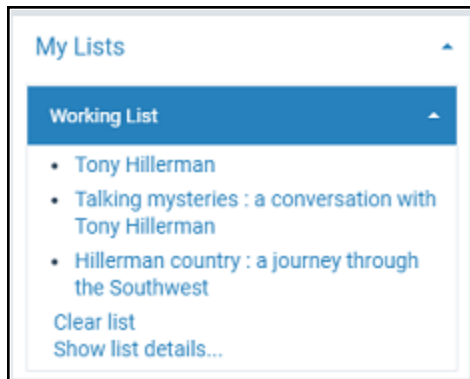 My Lists
Working List
Tony Hillerman
Talking mysteries : a conversation with
Tony Hillerman
Hillerman country : a journey through
the Southwest
Clear list
Show list details...